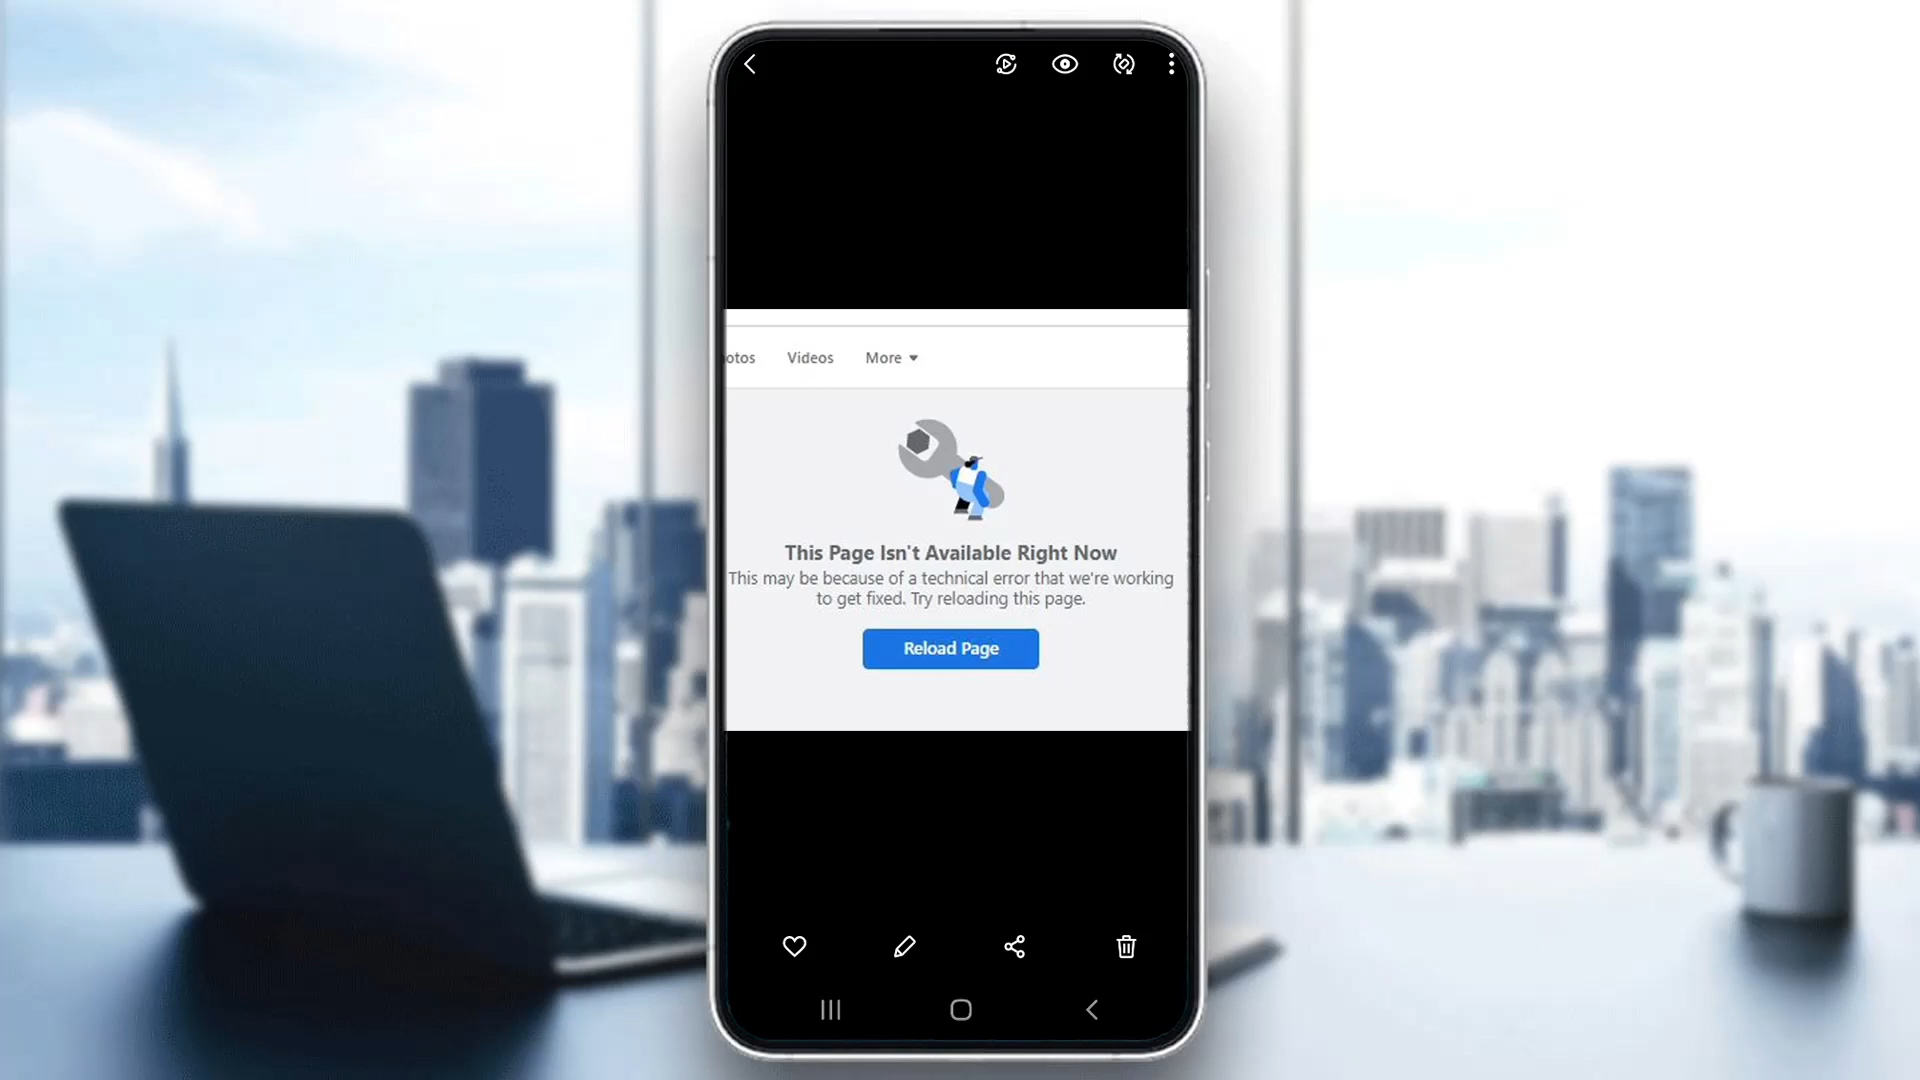 otos Videos More
This Page Isn't Available Right Now
This may be because of a technical error that we're working
to get fixed. Try reloading this page.
Reload Page